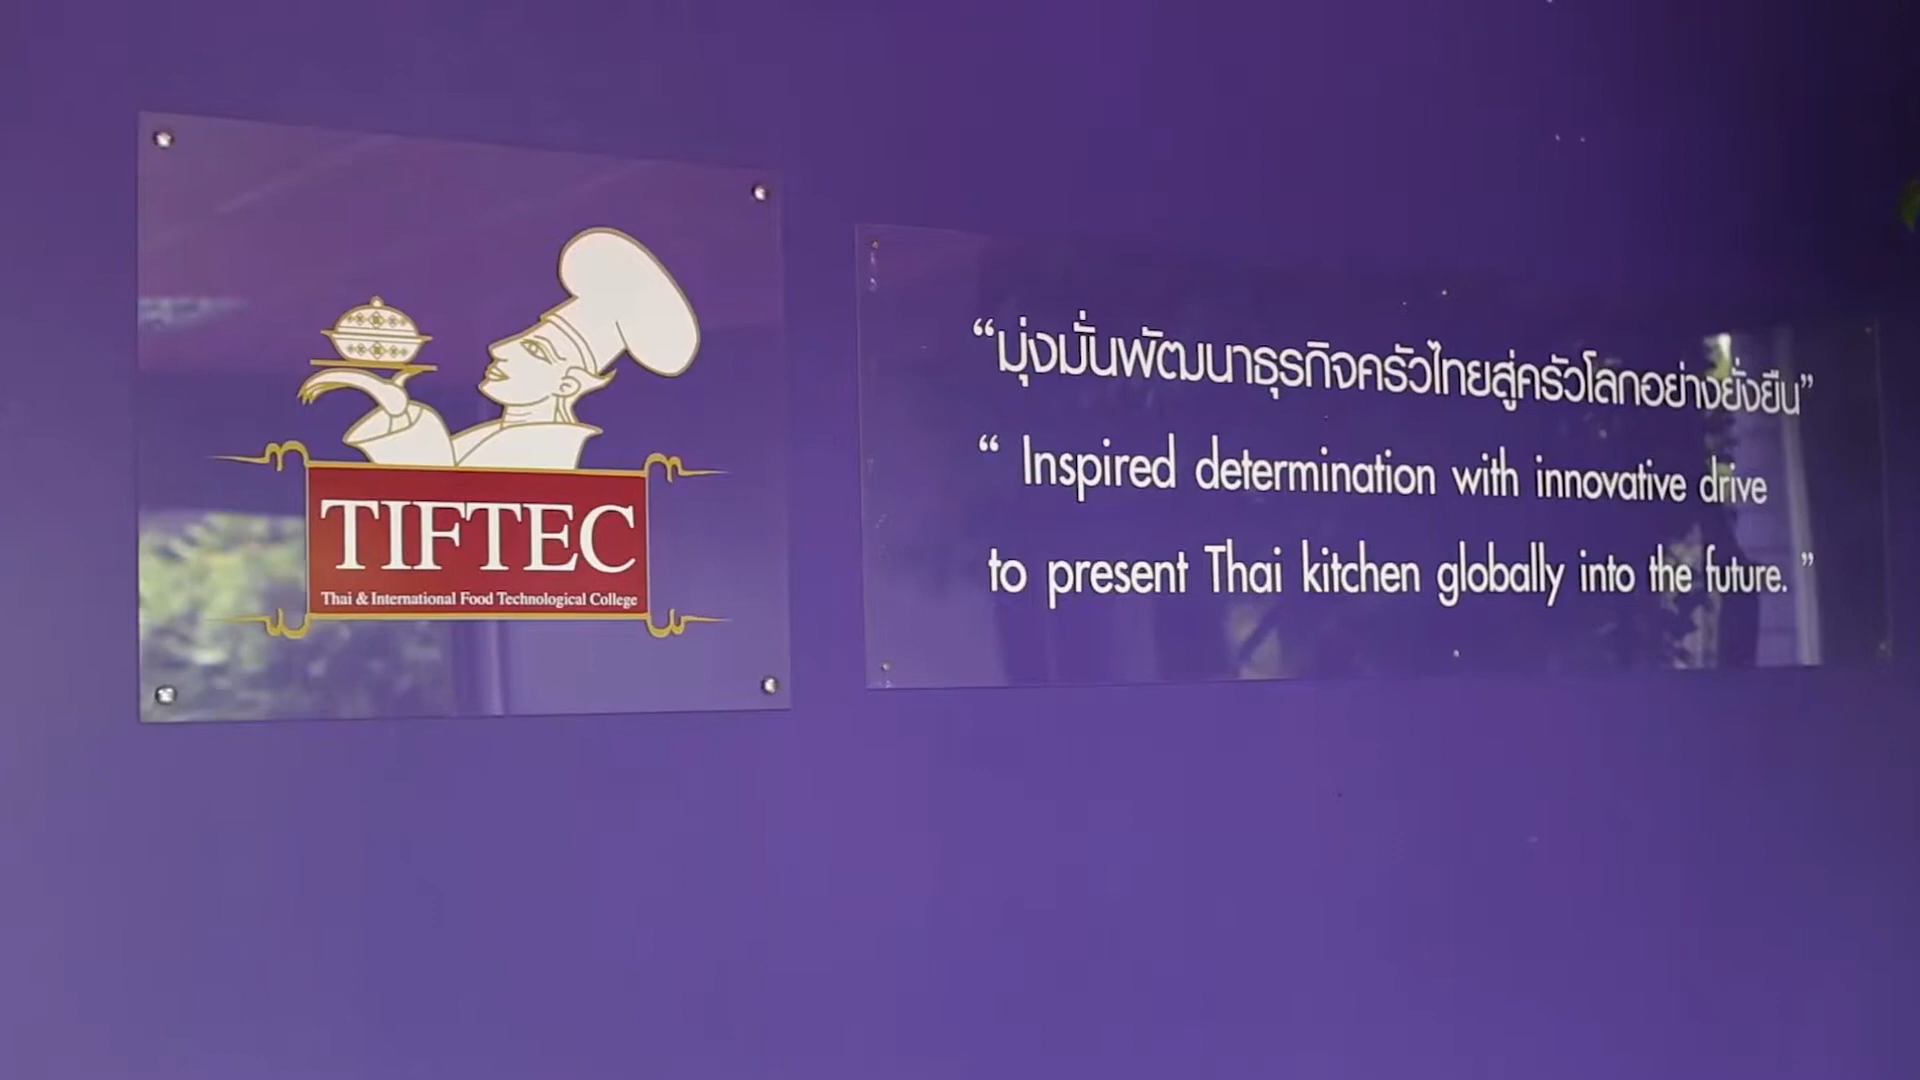 TIFTEC
Thai & International Food Technological College
“มุ่งมั่นพัฒนาธุรกิจครัวไทยสู่ครัวโลกอย่างยั่งยืน”
“ Inspired determination with innovative drive
to present Thai kitchen globally into the future. ”